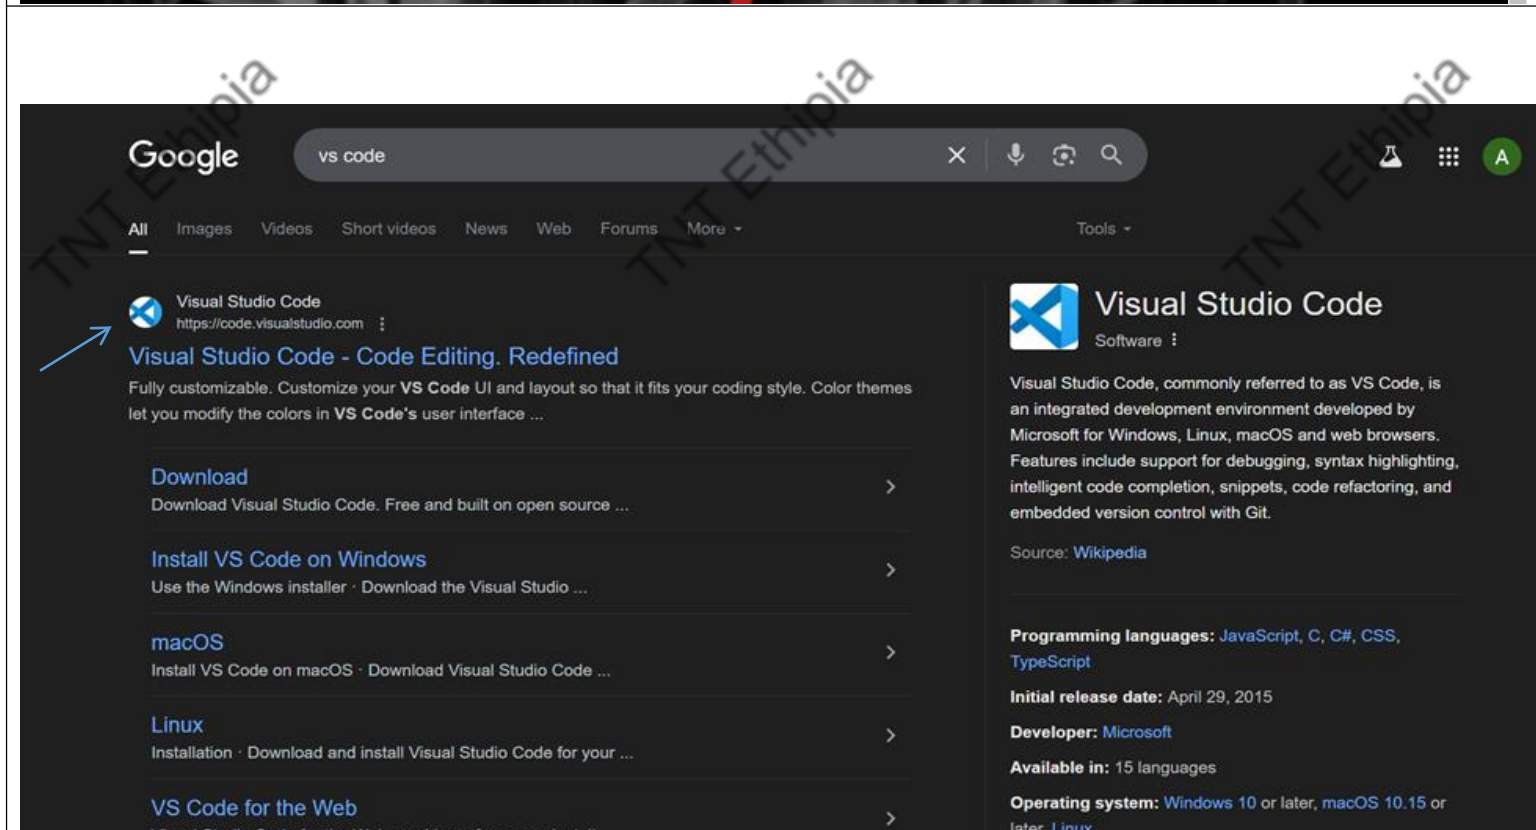 TNT Ethipia
TNT Ethipia
TNT Ethipia
Google
vs code
A
All Images Videos Short videos News Web Forums More Tools
Visual Studio Code
https://code.visualstudio.com
Visual Studio Code - Code Editing. Redefined
Fully customizable. Customize your VS Code UI and layout so that it fits your coding style. Color themes
let you modify the colors in VS Code's user interface ...
Download
Download Visual Studio Code. Free and built on open source ...
Install VS Code on Windows
Use the Windows installer · Download the Visual Studio ...
macOS
Install VS Code on macOS · Download Visual Studio Code ...
Linux
Installation · Download and install Visual Studio Code for your ...
VS Code for the Web
Visual Studio Code
Software
Visual Studio Code, commonly referred to as VS Code, is
an integrated development environment developed by
Microsoft for Windows, Linux, macOS and web browsers.
Features include support for debugging, syntax highlighting,
intelligent code completion, snippets, code refactoring, and
embedded version control with Git.
Source: Wikipedia
Programming languages: JavaScript, C, C#, CSS,
TypeScript
Initial release date: April 29, 2015
Developer: Microsoft
Available in: 15 languages
Operating system: Windows 10 or later, macOS 10.15 or
later, Linux